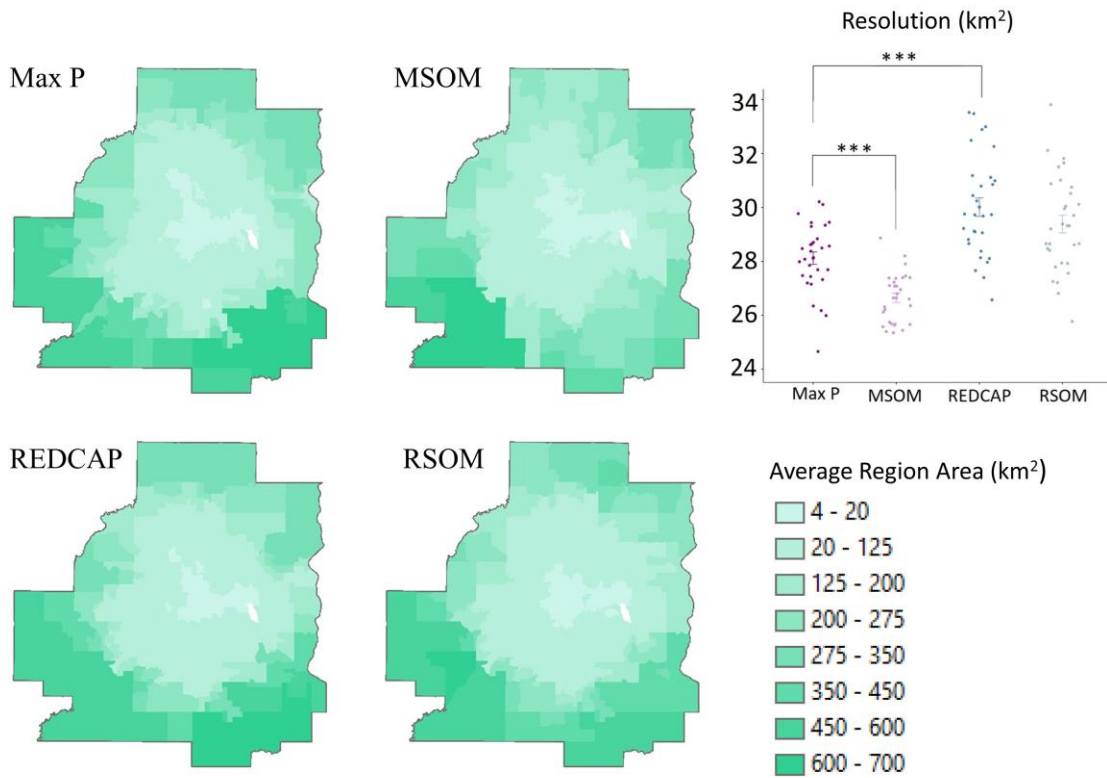 Max P
MSOM
Resolution (km²)
***
***
34
32
30
28
26
24
Max P
MSOM
REDCAP
RSOM
REDCAP
RSOM
Average Region Area (km²)
4 - 20
20 - 125
125 - 200
200 - 275
275 - 350
350 - 450
450 - 600
600 - 700